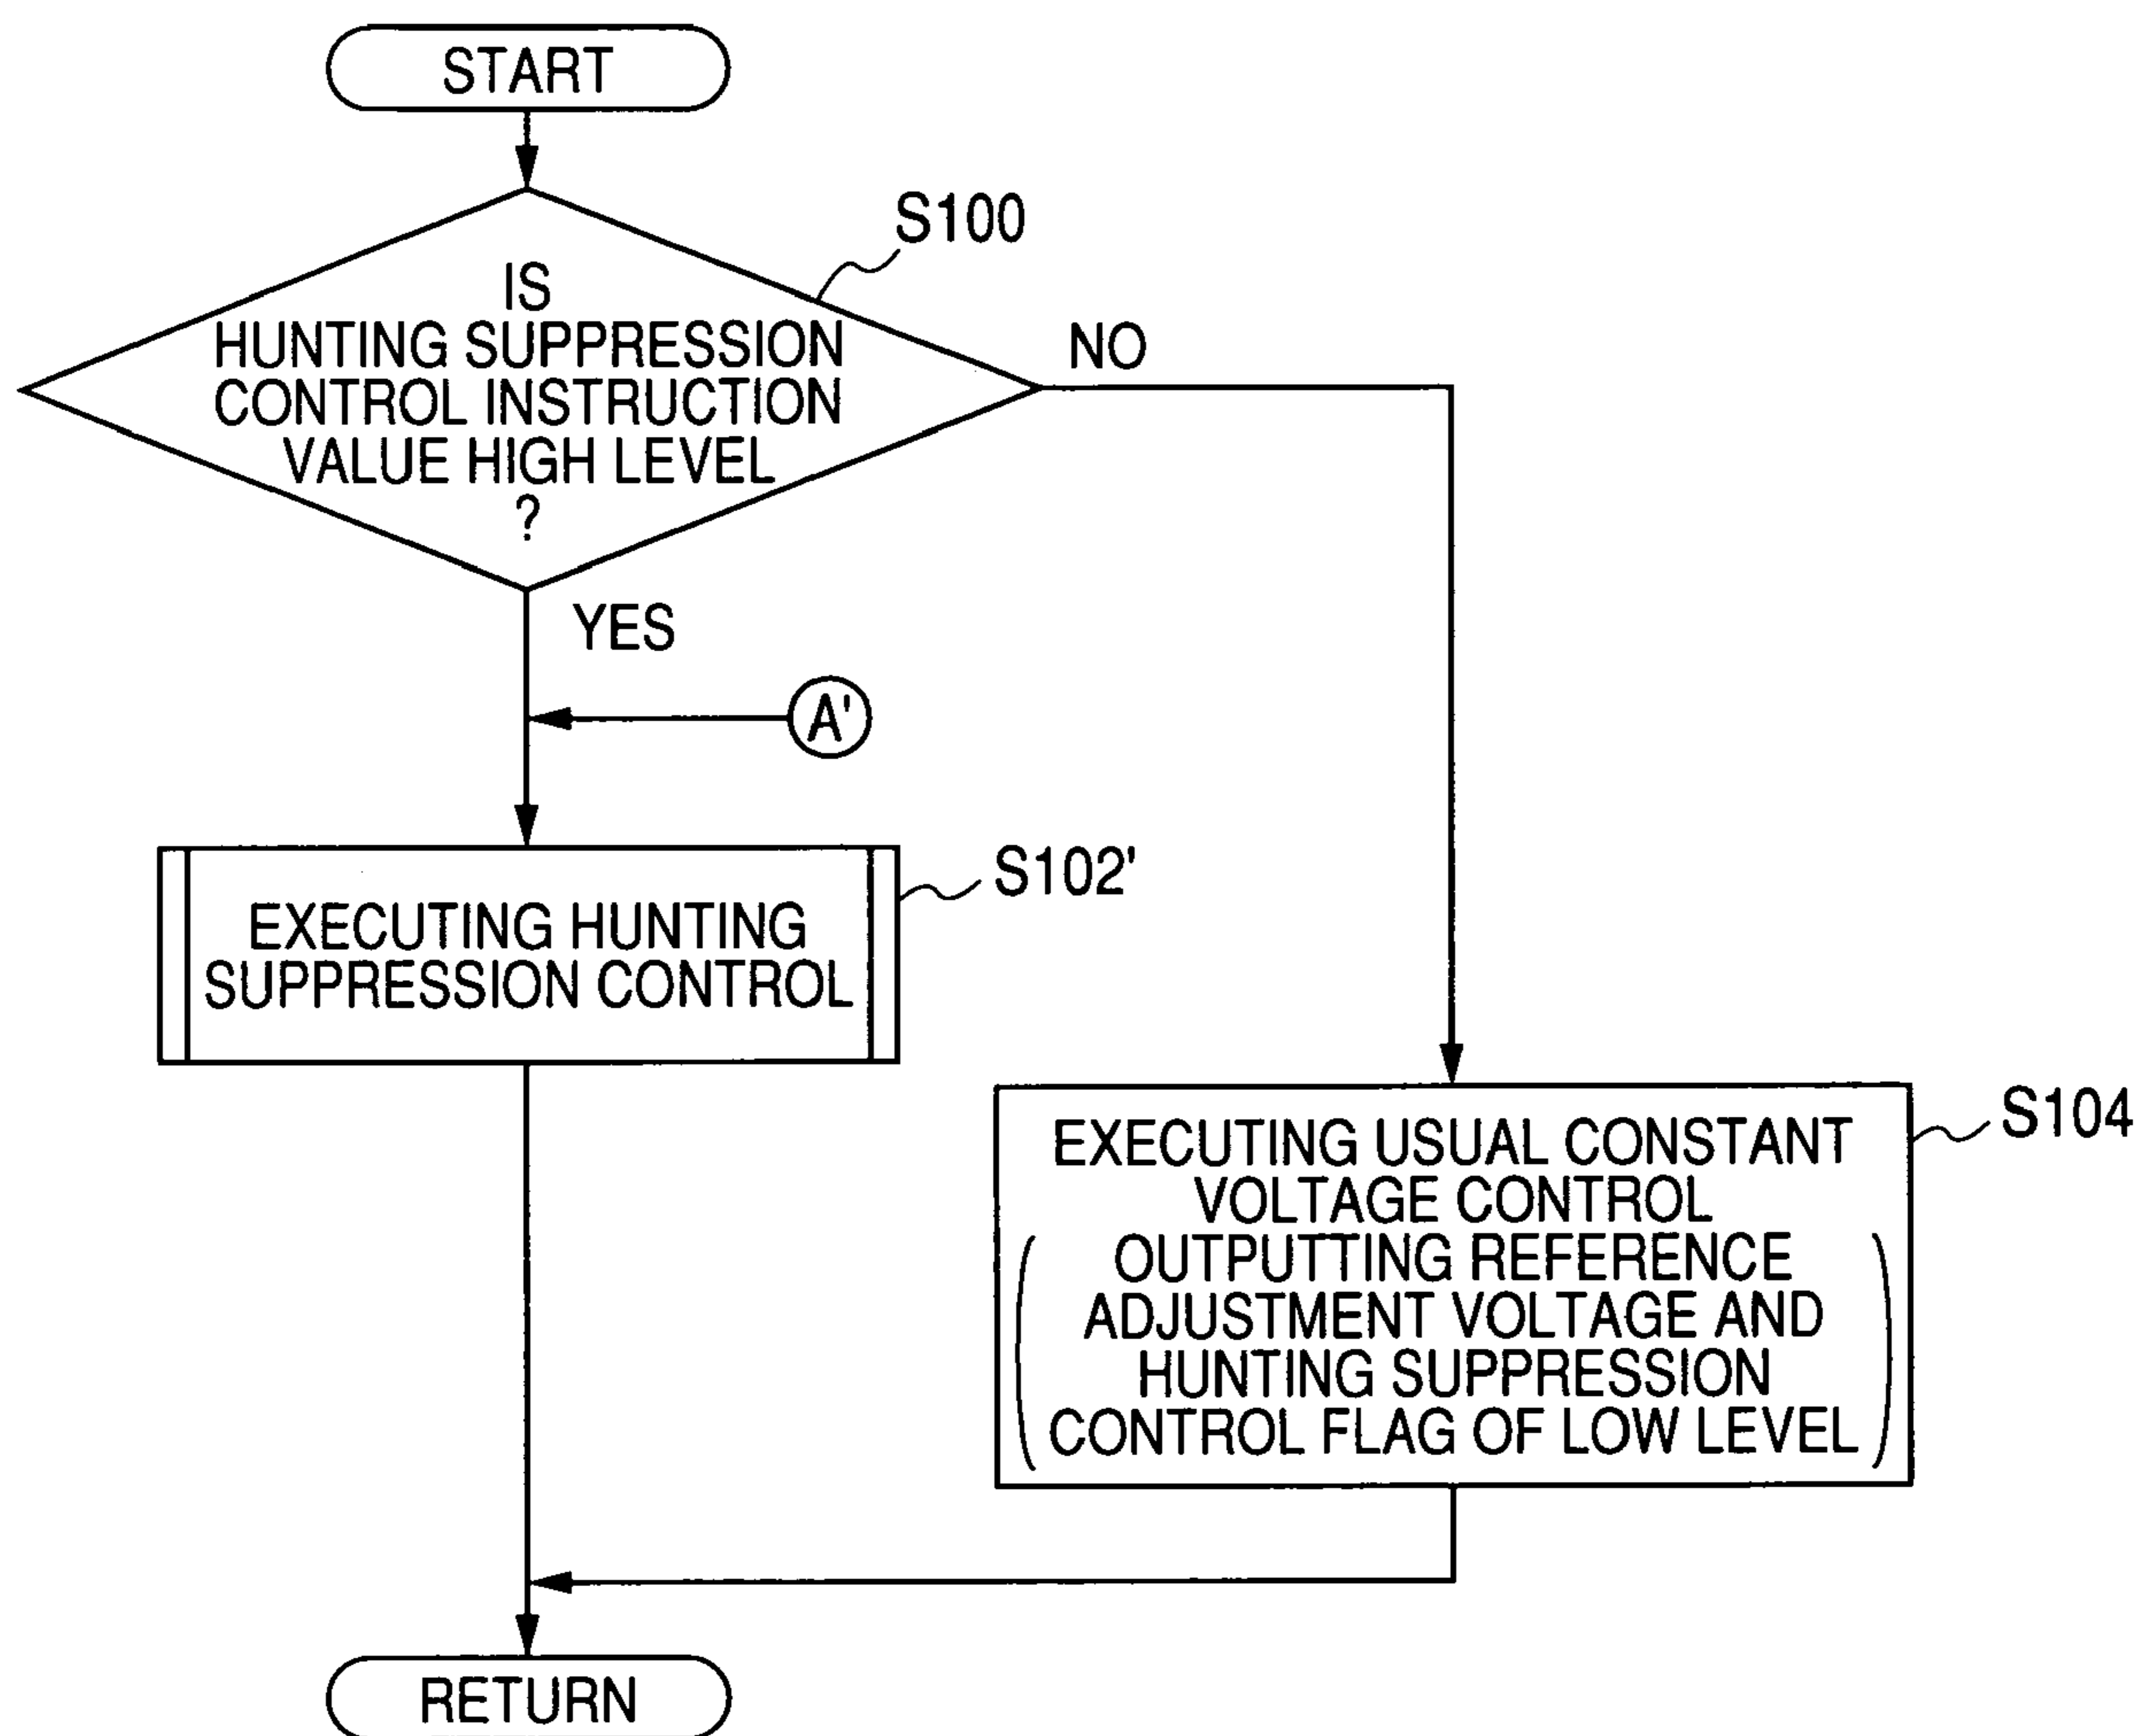 START
S100
IS
HUNTING SUPPRESSION
CONTROL INSTRUCTION
VALUE HIGH LEVEL
?
NO
YES
A'
S102'
EXECUTING HUNTING
SUPPRESSION CONTROL
S104
EXECUTING USUAL CONSTANT
VOLTAGE CONTROL
(OUTPUTTING REFERENCE
ADJUSTMENT VOLTAGE AND
HUNTING SUPPRESSION
CONTROL FLAG OF LOW LEVEL)
RETURN